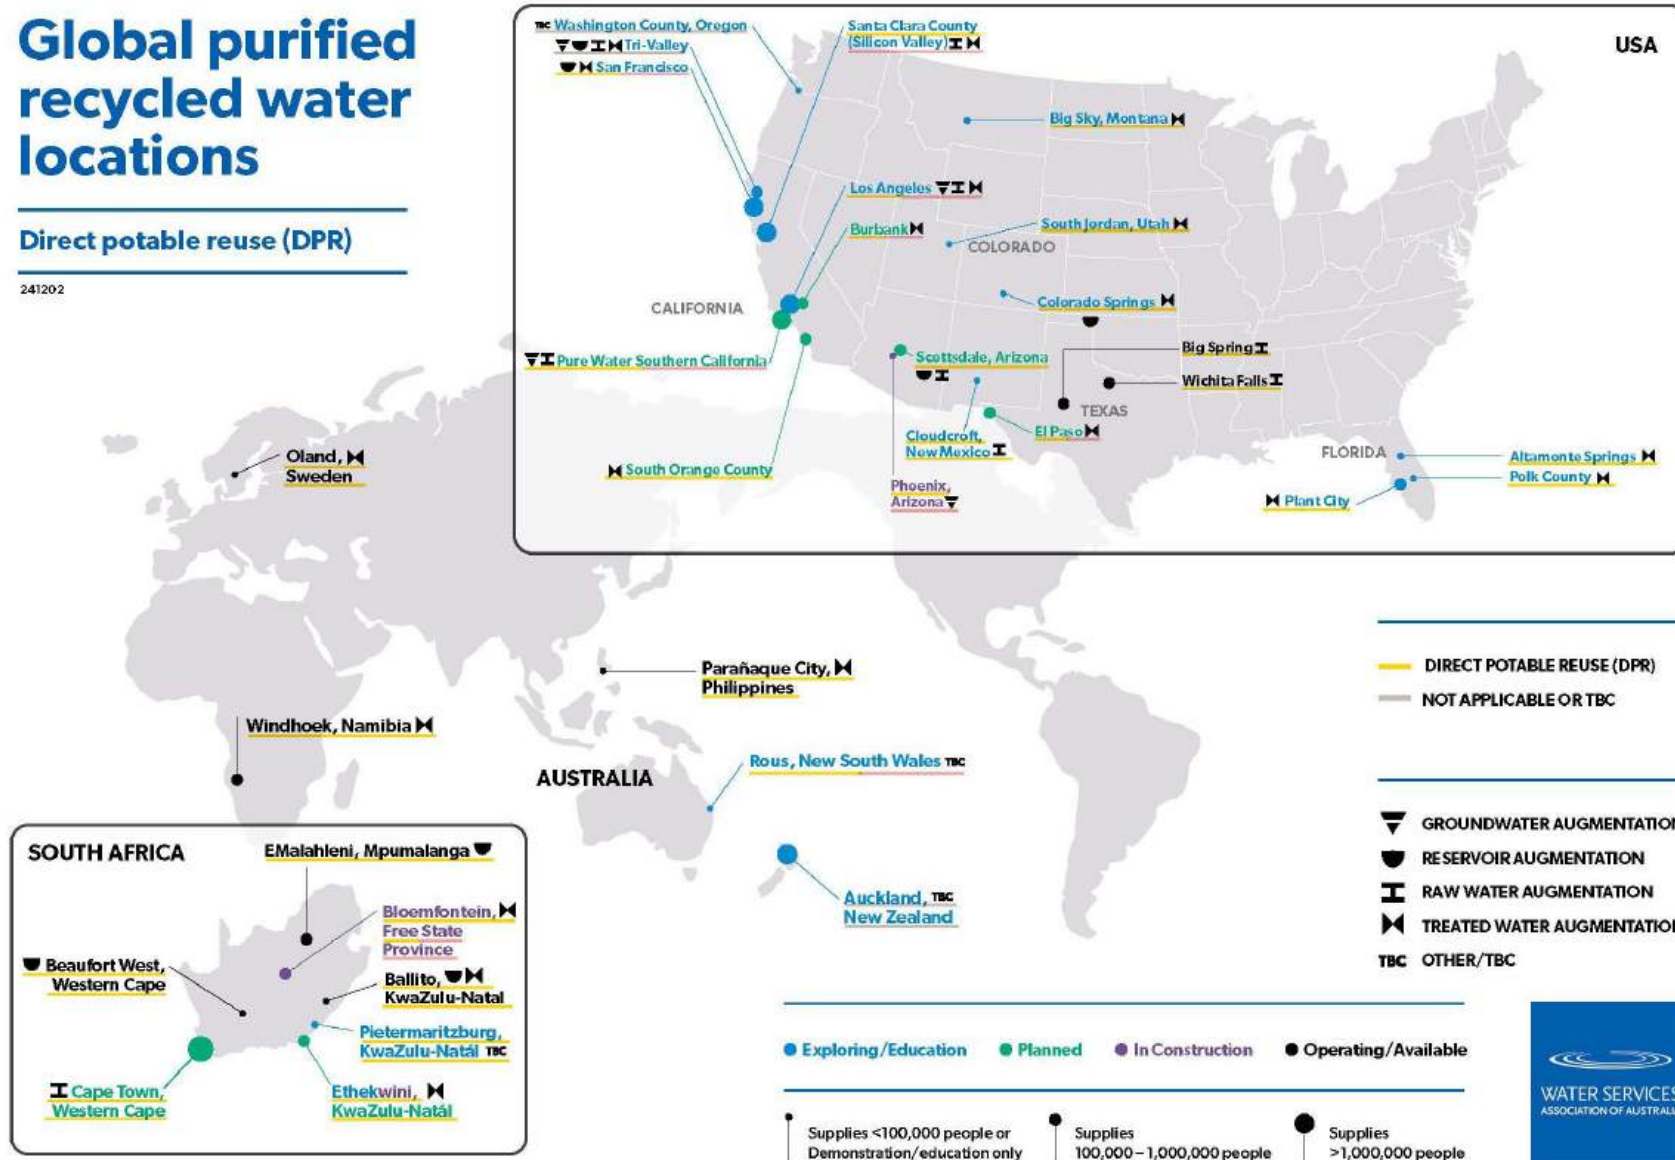 Global purified
recycled water
locations
Direct potable reuse (DPR)
241202
USA
TBC Washington County, Oregon
Tri-Valley
San Francisco
Santa Clara County
(Silicon Valley)
Big Sky, Montana
Los Angeles
Burbank
South Jordan, Utah
COLORADO
Colorado Springs
CALIFORNIA
Pure Water Southern California
Scottsdale, Arizona
Big Spring
Wichita Falls
TEXAS
El Paso
Cloudcroft,
New Mexico
South Orange County
Phoenix,
Arizona
FLORIDA
Altamonte Springs
Polk County
Plant City
Oland,
Sweden
Parañaque City,
Philippines
Windhoek, Namibia
AUSTRALIA
Rous, New South Wales TBC
Auckland, TBC
New Zealand
SOUTH AFRICA
EMalahleni, Mpumalanga
Bloemfontein,
Free State
Province
Beaufort West,
Western Cape
Ballito,
KwaZulu-Natal
Pietermaritzburg,
KwaZulu-Natál TBC
Cape Town,
Western Cape
Ethekwini,
KwaZulu-Natál
DIRECT POTABLE REUSE (DPR)
NOT APPLICABLE OR TBC
GROUNDWATER AUGMENTATION
RESERVOIR AUGMENTATION
RAW WATER AUGMENTATION
TREATED WATER AUGMENTATION
TBC OTHER/TBC
Exploring/Education
Planned
In Construction
Operating/Available
Supplies <100,000 people or
Demonstration/education only
Supplies
100,000 – 1,000,000 people
Supplies
>1,000,000 people
WATER SERVICES
ASSOCIATION OF AUSTRALIA